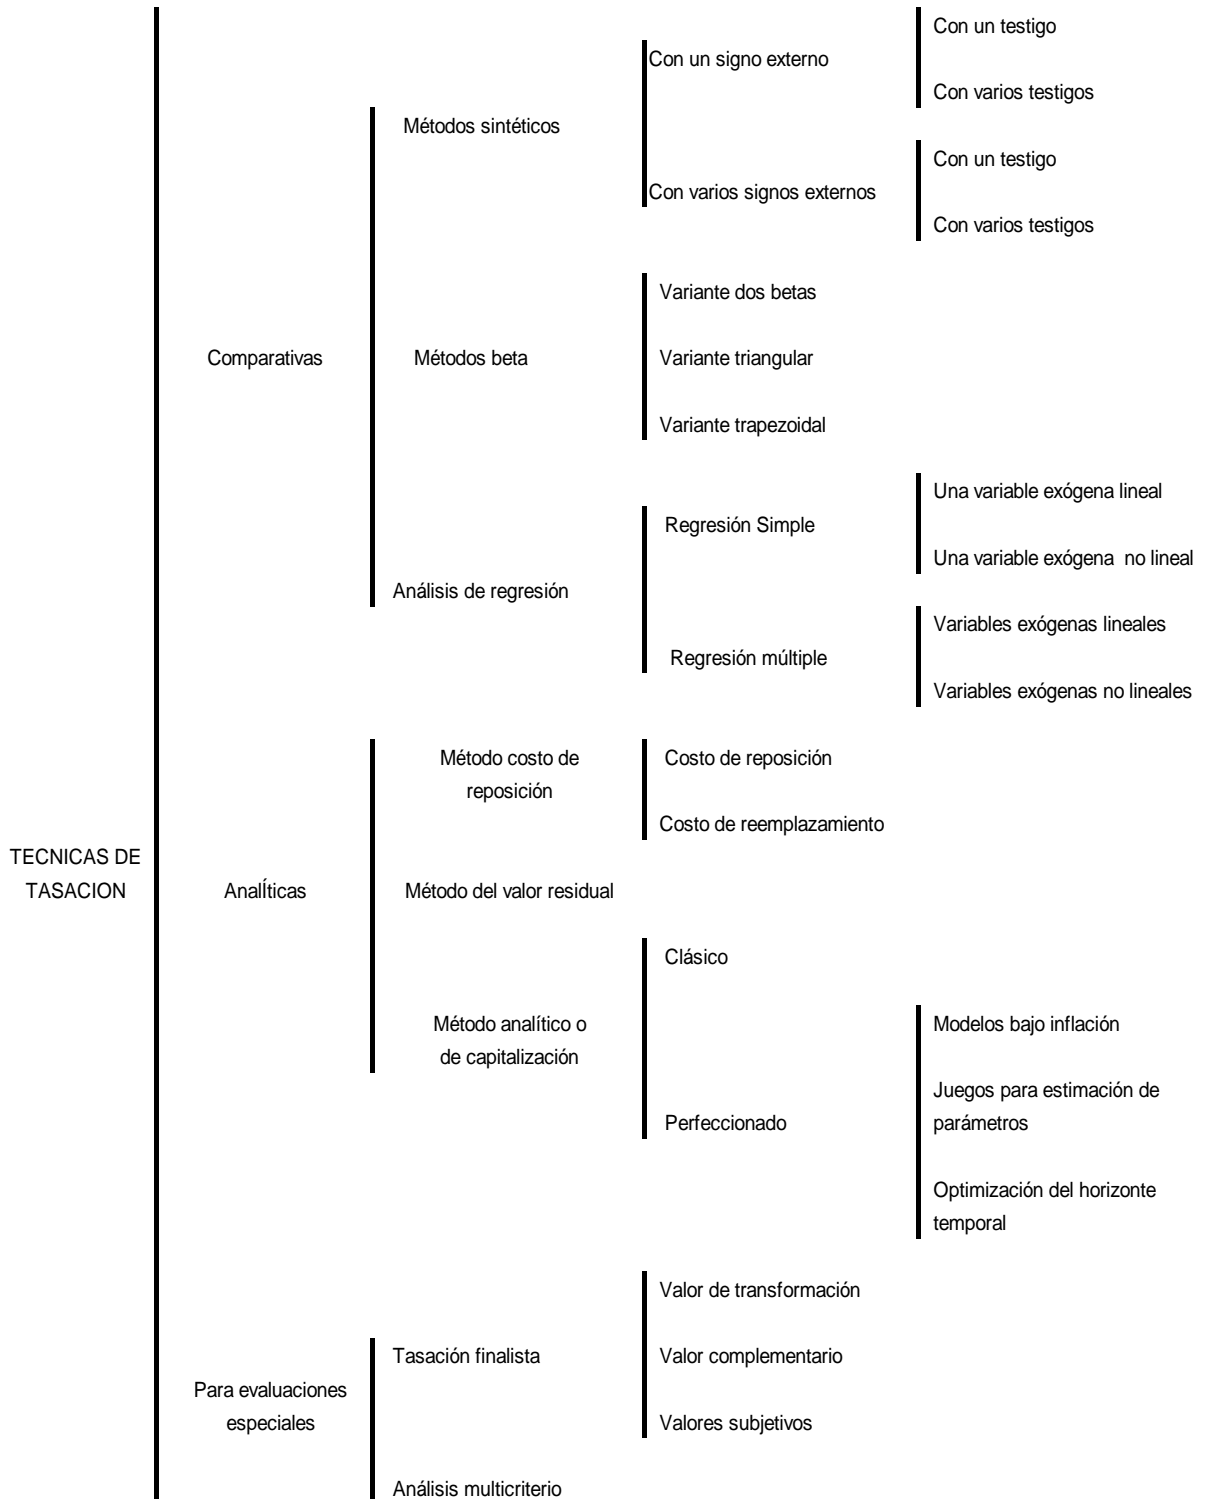 TECNICAS DE
TASACION
Comparativas
Métodos sintéticos
Con un signo externo
Con un testigo
Con varios testigos
Con varios signos externos
Con un testigo
Con varios testigos
Métodos beta
Variante dos betas
Variante triangular
Variante trapezoidal
Análisis de regresión
Regresión Simple
Una variable exógena lineal
Una variable exógena no lineal
Regresión múltiple
Variables exógenas lineales
Variables exógenas no lineales
AnalÍticas
Método costo de
reposición
Costo de reposición
Costo de reemplazamiento
Método del valor residual
Método analítico o
de capitalización
Clásico
Perfeccionado
Modelos bajo inflación
Juegos para estimación de
parámetros
Optimización del horizonte
temporal
Para evaluaciones
especiales
Tasación finalista
Valor de transformación
Valor complementario
Valores subjetivos
Análisis multicriterio